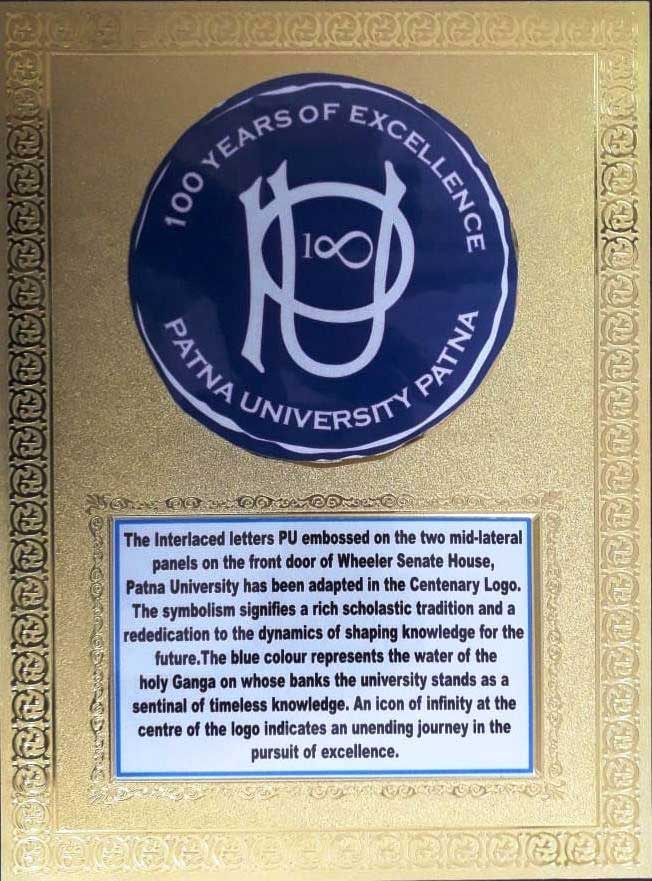 100 YEARS OF EXCELLENCE
PU
1∞
PATNA UNIVERSITY PATNA
The Interlaced letters PU embossed on the two mid-lateral
panels on the front door of Wheeler Senate House,
Patna University has been adapted in the Centenary Logo.
The symbolism signifies a rich scholastic tradition and a
rededication to the dynamics of shaping knowledge for the
future.The blue colour represents the water of the
holy Ganga on whose banks the university stands as a
sentinal of timeless knowledge. An icon of infinity at the
centre of the logo indicates an unending journey in the
pursuit of excellence.